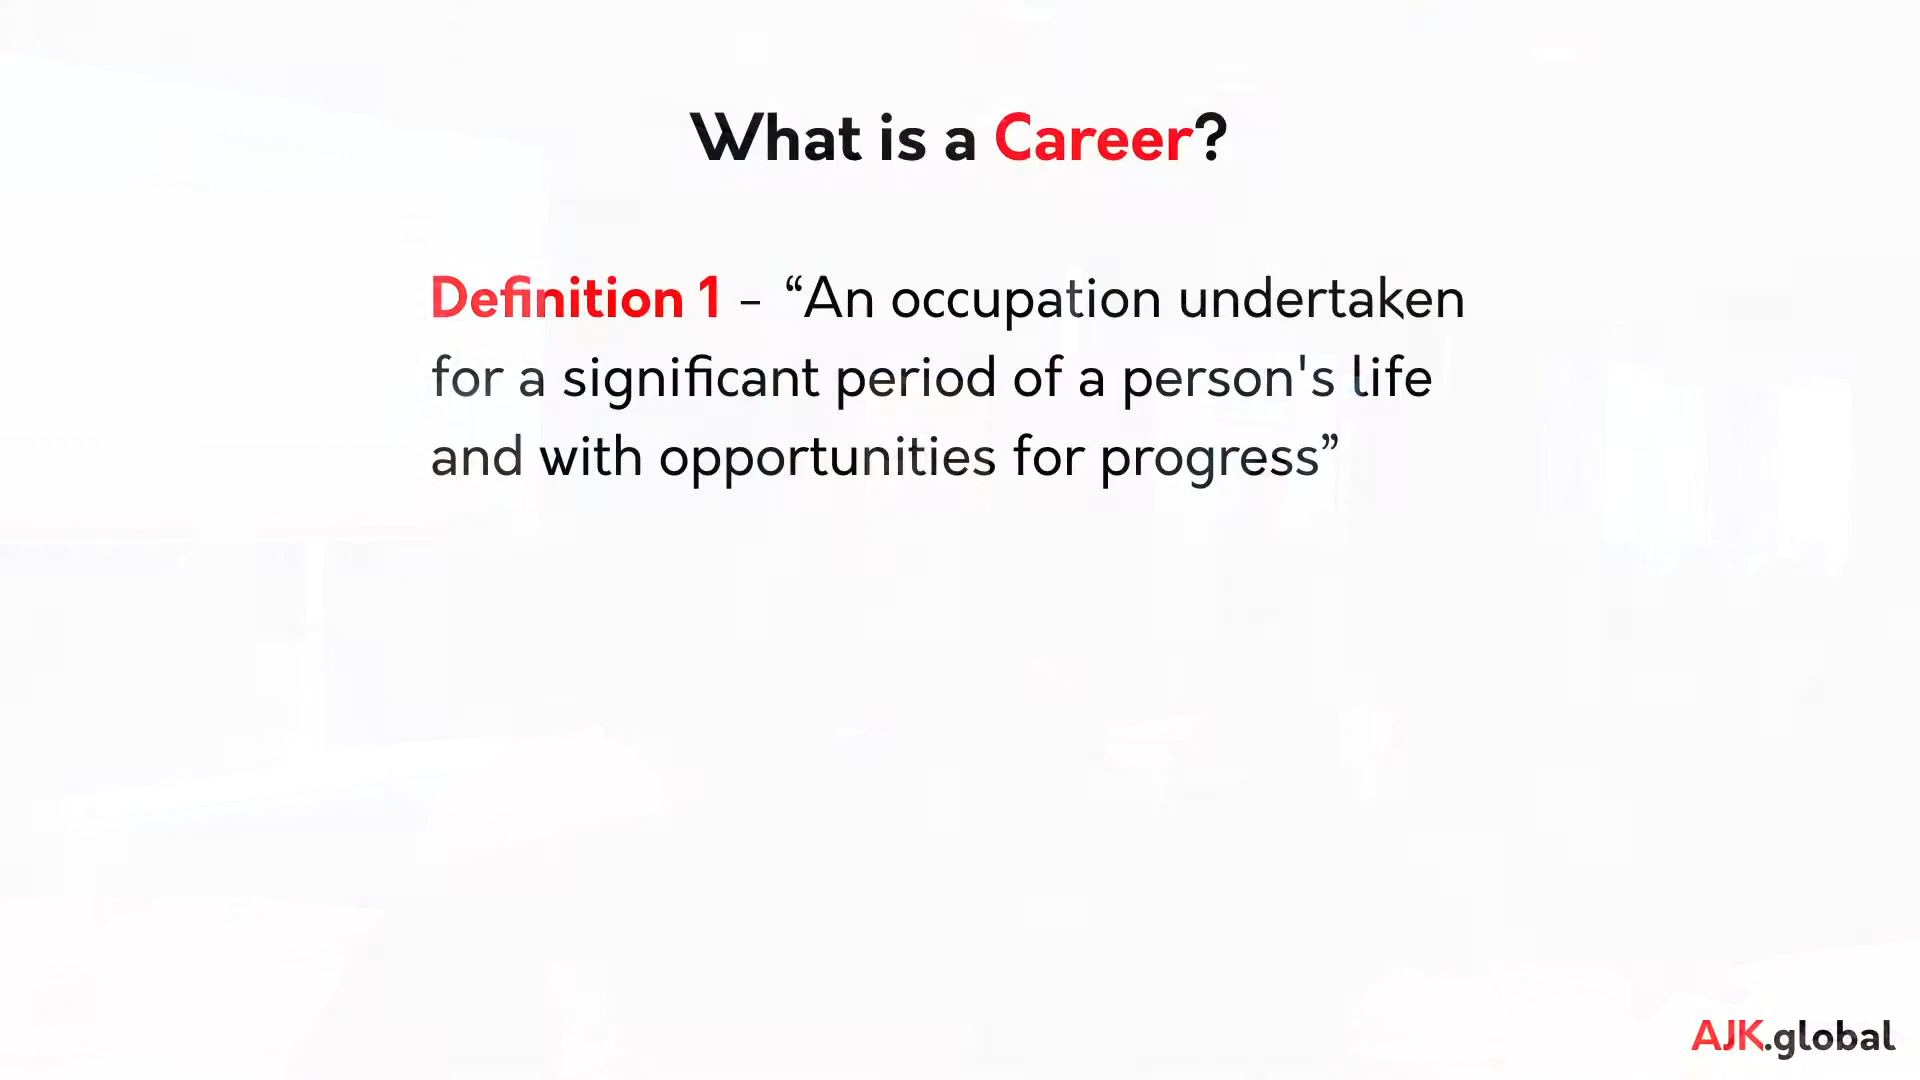 What is a Career?
Definition 1 – “An occupation undertaken
for a significant period of a person's life
and with opportunities for progress”
AJK.global